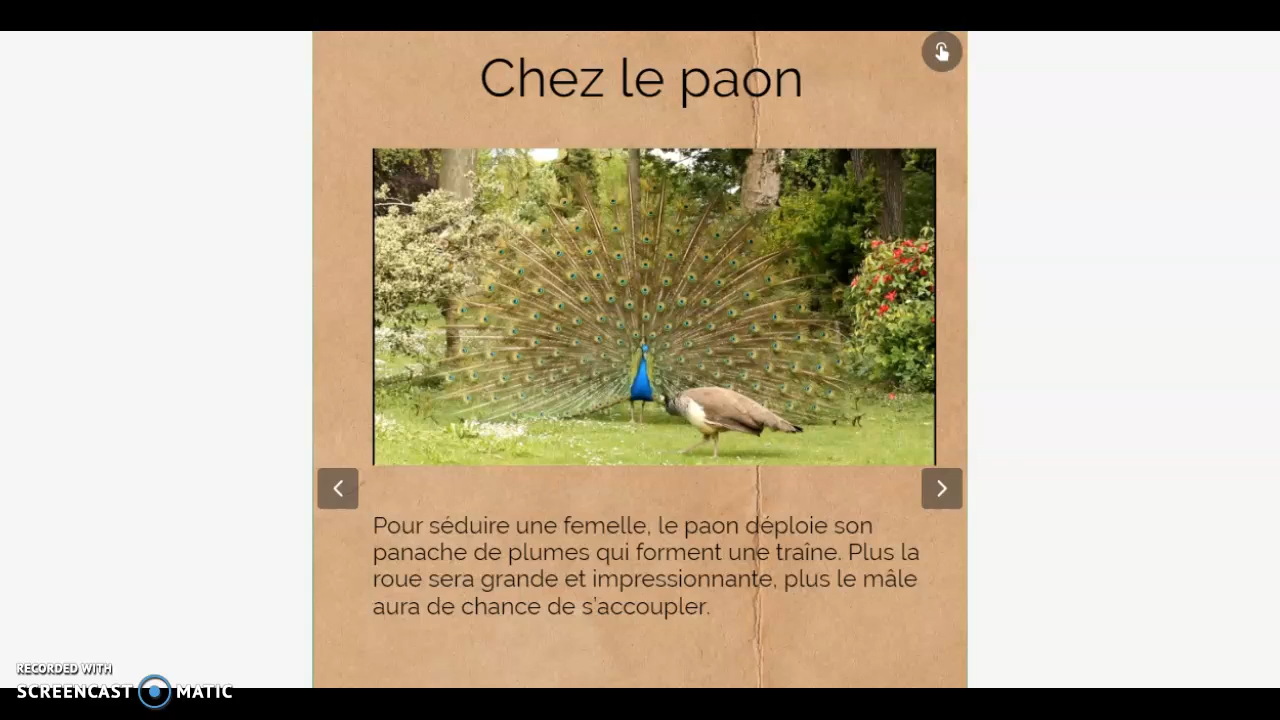 Chez le paon
Pour séduire une femelle, le paon déploie son
panache de plumes qui forment une traîne. Plus la
roue sera grande et impressionnante, plus le mâle
aura de chance de s'accoupler.
RECORDED WITH
SCREENCAST MATIC